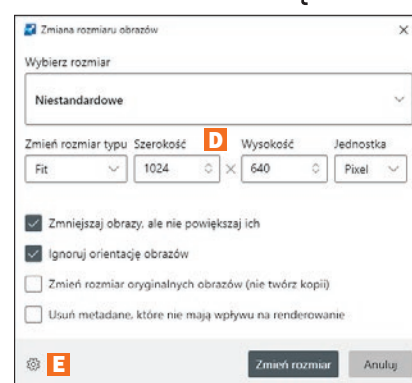 Zmiana rozmiaru obrazów
Wybierz rozmiar
Niestandardowe
Zmień rozmiar typu Szerokość D Wysokość Jednostka
Fit 1024 × 640 Pixel
Zmniejszaj obrazy, ale nie powiększaj ich
Ignoruj orientację obrazów
Zmień rozmiar oryginalnych obrazów (nie twórz kopii)
Usuń metadane, które nie mają wpływu na renderowanie
E Zmień rozmiar Anuluj